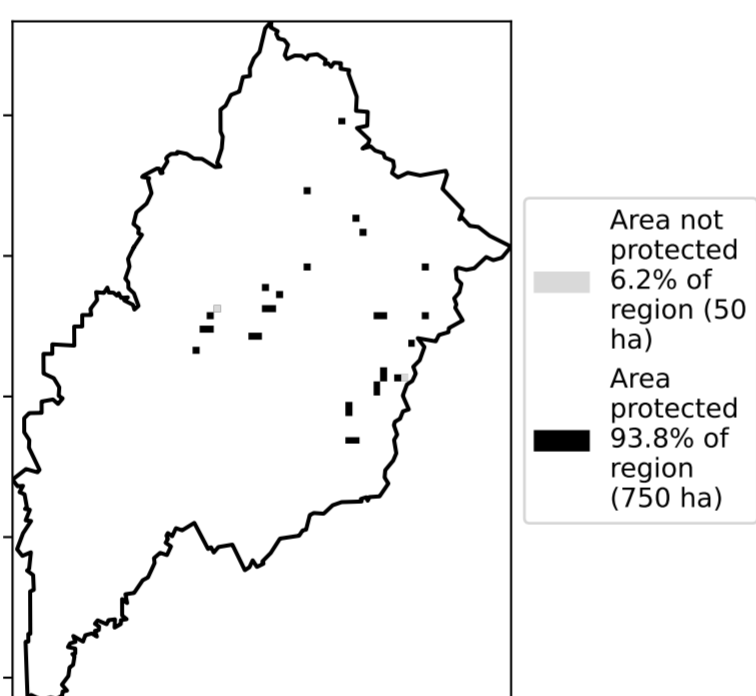 Area not
protected
6.2% of
region (50
ha)
Area
protected
93.8% of
region
(750 ha)